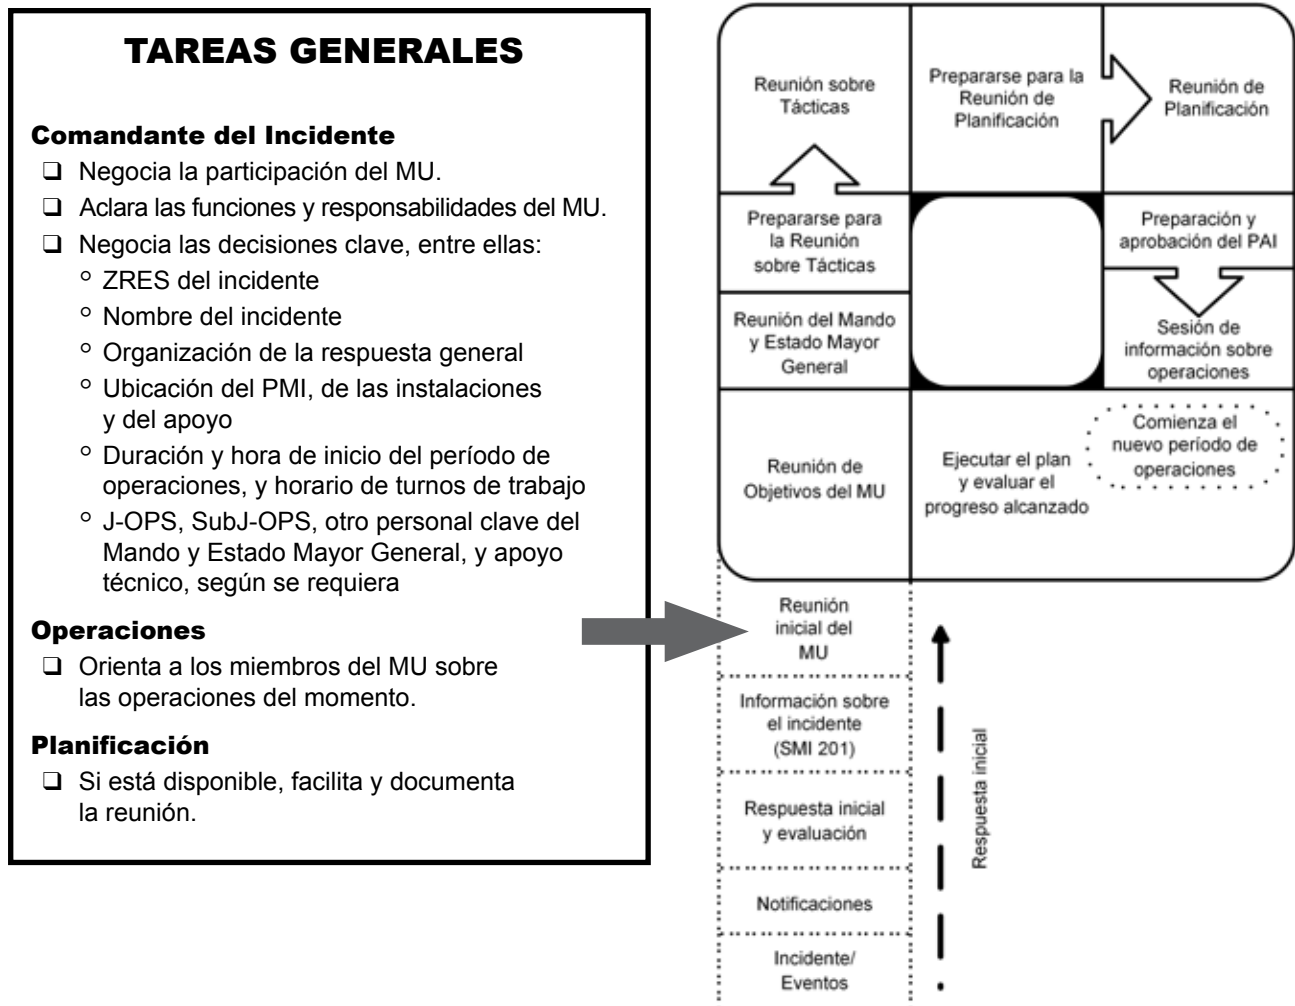 TAREAS GENERALES
Comandante del Incidente
❑ Negocia la participación del MU.
❑ Aclara las funciones y responsabilidades del MU.
❑ Negocia las decisiones clave, entre ellas:
° ZRES del incidente
° Nombre del incidente
° Organización de la respuesta general
° Ubicación del PMI, de las instalaciones
y del apoyo
° Duración y hora de inicio del período de
operaciones, y horario de turnos de trabajo
° J-OPS, SubJ-OPS, otro personal clave del
Mando y Estado Mayor General, y apoyo
técnico, según se requiera
Operaciones
❑ Orienta a los miembros del MU sobre
las operaciones del momento.
Planificación
❑ Si está disponible, facilita y documenta
la reunión.
Reunión sobre
Tácticas
Prepararse para la
Reunión de
Planificación
Reunión de
Planificación
Prepararse para
la Reunión
sobre Tácticas
Preparación y
aprobación del PAI
Reunión del Mando
y Estado Mayor
General
Sesión de
información sobre
operaciones
Reunión de
Objetivos del MU
Ejecutar el plan
y evaluar el
progreso alcanzado
Comienza el
nuevo período de
operaciones
Reunión
inicial del
MU
Información sobre
el incidente
(SMI 201)
Respuesta inicial
y evaluación
Notificaciones
Incidente/
Eventos
Respuesta inicial